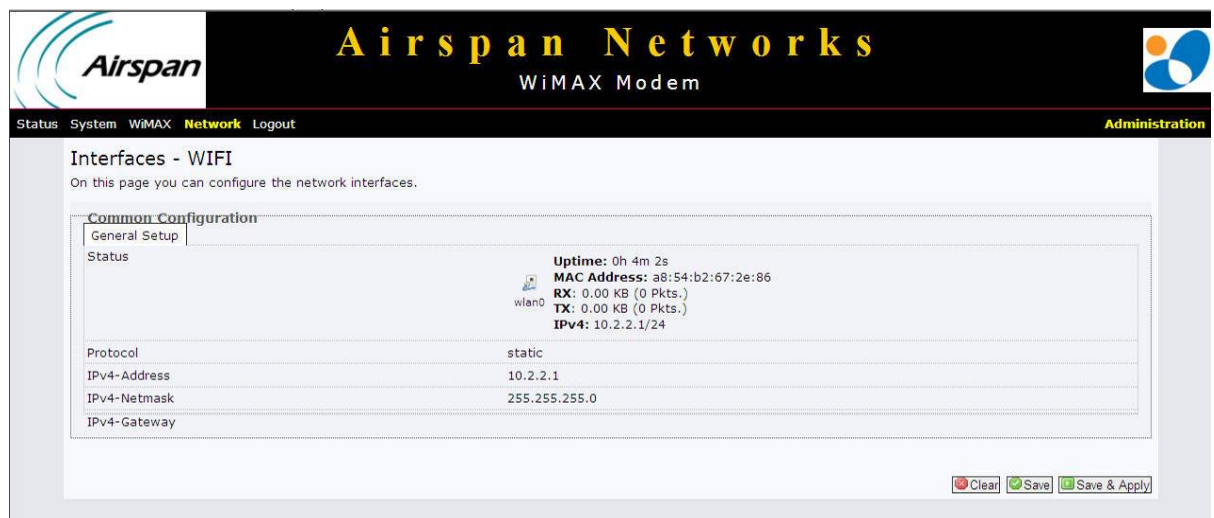 Airspan
Airspan Networks
WiMAX Modem
Status System WiMAX Network Logout
Administration
Interfaces - WIFI
On this page you can configure the network interfaces.
Common Configuration
General Setup
Status
wlan0
Uptime: 0h 4m 2s
MAC Address: a8:54:b2:67:2e:86
RX: 0.00 KB (0 Pkts.)
TX: 0.00 KB (0 Pkts.)
IPv4: 10.2.2.1/24
Protocol static
IPv4-Address 10.2.2.1
IPv4-Netmask 255.255.255.0
IPv4-Gateway
Clear Save Save & Apply